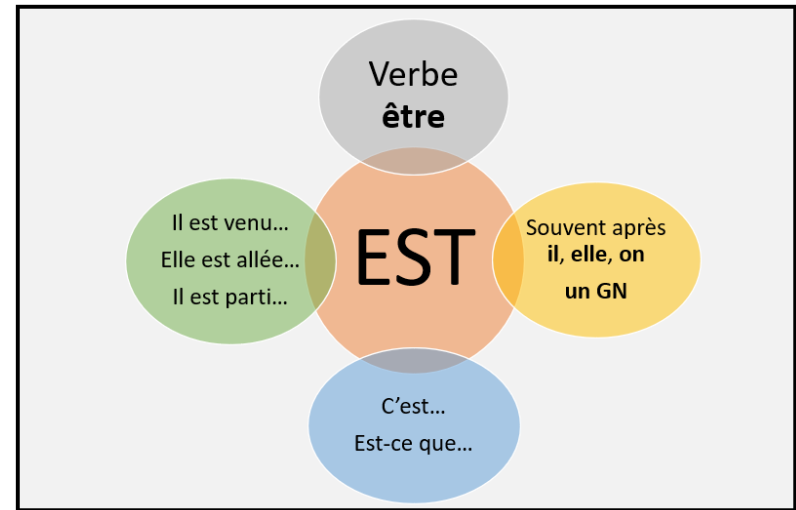 Verbe
être
Il est venu…
Elle est allée…
Il est parti…
EST
Souvent après
il, elle, on
un GN
C’est…
Est-ce que…